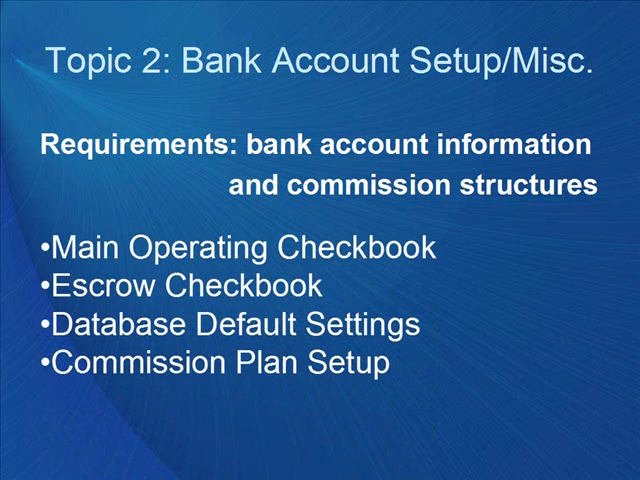 Topic 2: Bank Account Setup/Misc.
Requirements: bank account information
and commission structures
•Main Operating Checkbook
•Escrow Checkbook
•Database Default Settings
•Commission Plan Setup